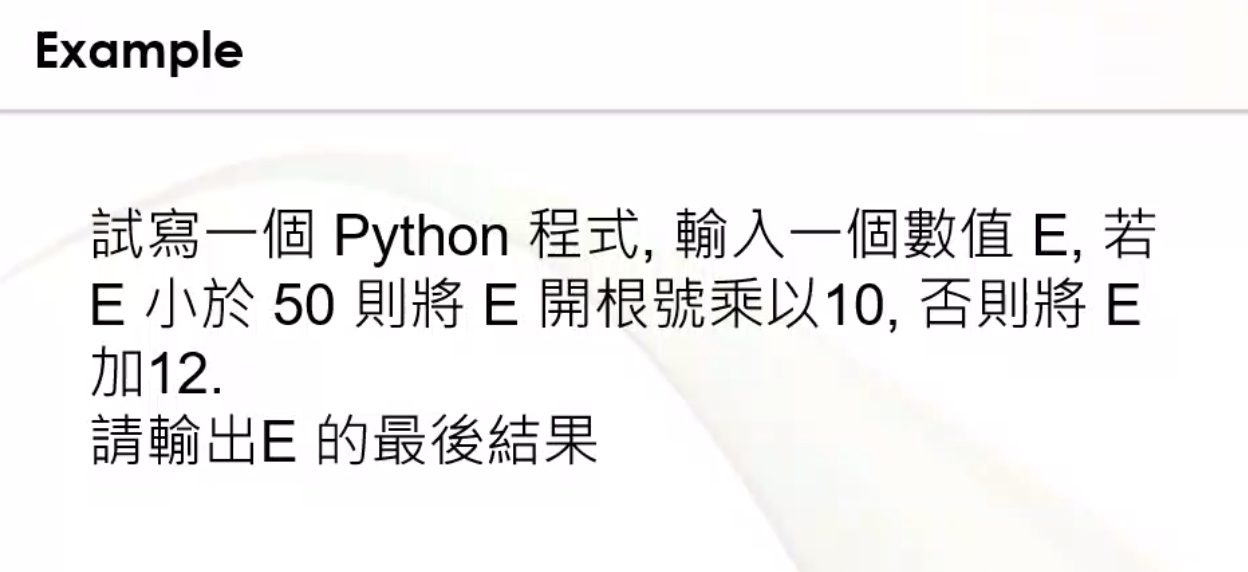 Example
試寫一個 Python 程式, 輸入一個數值 E, 若
E 小於 50 則將 E 開根號乘以10, 否則將 E
加12.
請輸出E 的最後結果